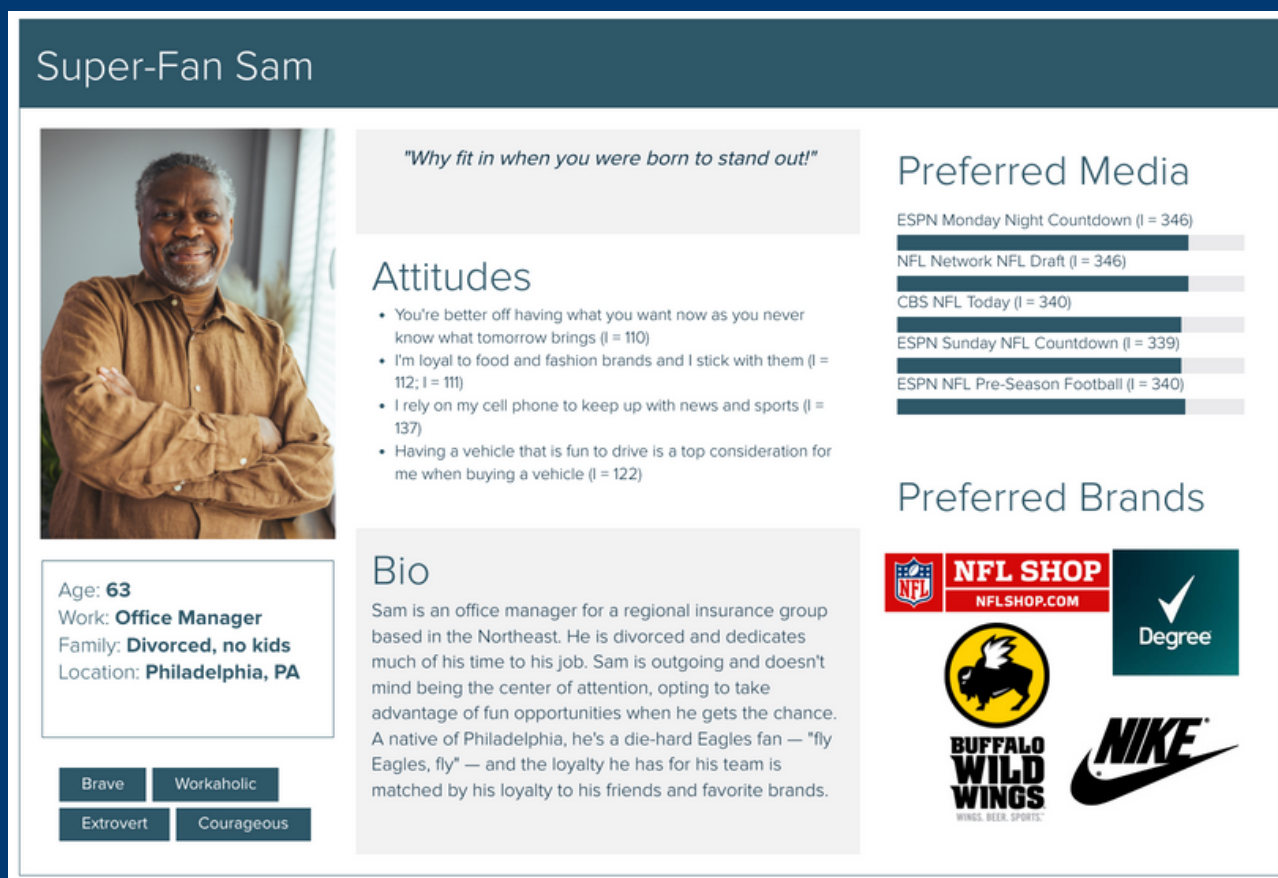 Super-Fan Sam
"Why fit in when you were born to stand out!"
Attitudes
• You're better off having what you want now as you never
know what tomorrow brings (I = 110)
• I'm loyal to food and fashion brands and I stick with them (I =
112; I = 111)
• I rely on my cell phone to keep up with news and sports (I =
137)
• Having a vehicle that is fun to drive is a top consideration for
me when buying a vehicle (I = 122)
Bio
Sam is an office manager for a regional insurance group
based in the Northeast. He is divorced and dedicates
much of his time to his job. Sam is outgoing and doesn't
mind being the center of attention, opting to take
advantage of fun opportunities when he gets the chance.
A native of Philadelphia, he's a die-hard Eagles fan — "fly
Eagles, fly" — and the loyalty he has for his team is
matched by his loyalty to his friends and favorite brands.
Age: 63
Work: Office Manager
Family: Divorced, no kids
Location: Philadelphia, PA
Brave
Workaholic
Extrovert
Courageous
Preferred Media
ESPN Monday Night Countdown (I = 346)
NFL Network NFL Draft (I = 346)
CBS NFL Today (I = 340)
ESPN Sunday NFL Countdown (I = 339)
ESPN NFL Pre-Season Football (I = 340)
Preferred Brands
NFL
NFL SHOP
NFLSHOP.COM
Degree
BUFFALO
WILD
WINGS
WINGS. BEER. SPORTS.
NIKE